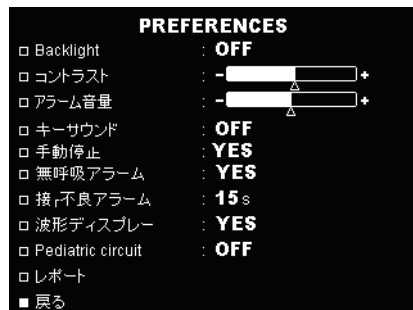 PREFERENCES
Backlight : OFF
コントラスト : - +
アラーム音量 : - +
キーサウンド : OFF
手動停止 : YES
無呼吸アラーム : YES
接┌不良アラーム : 15 s
波形ディスプレー : YES
Pediatric circuit : OFF
レポート
戻る